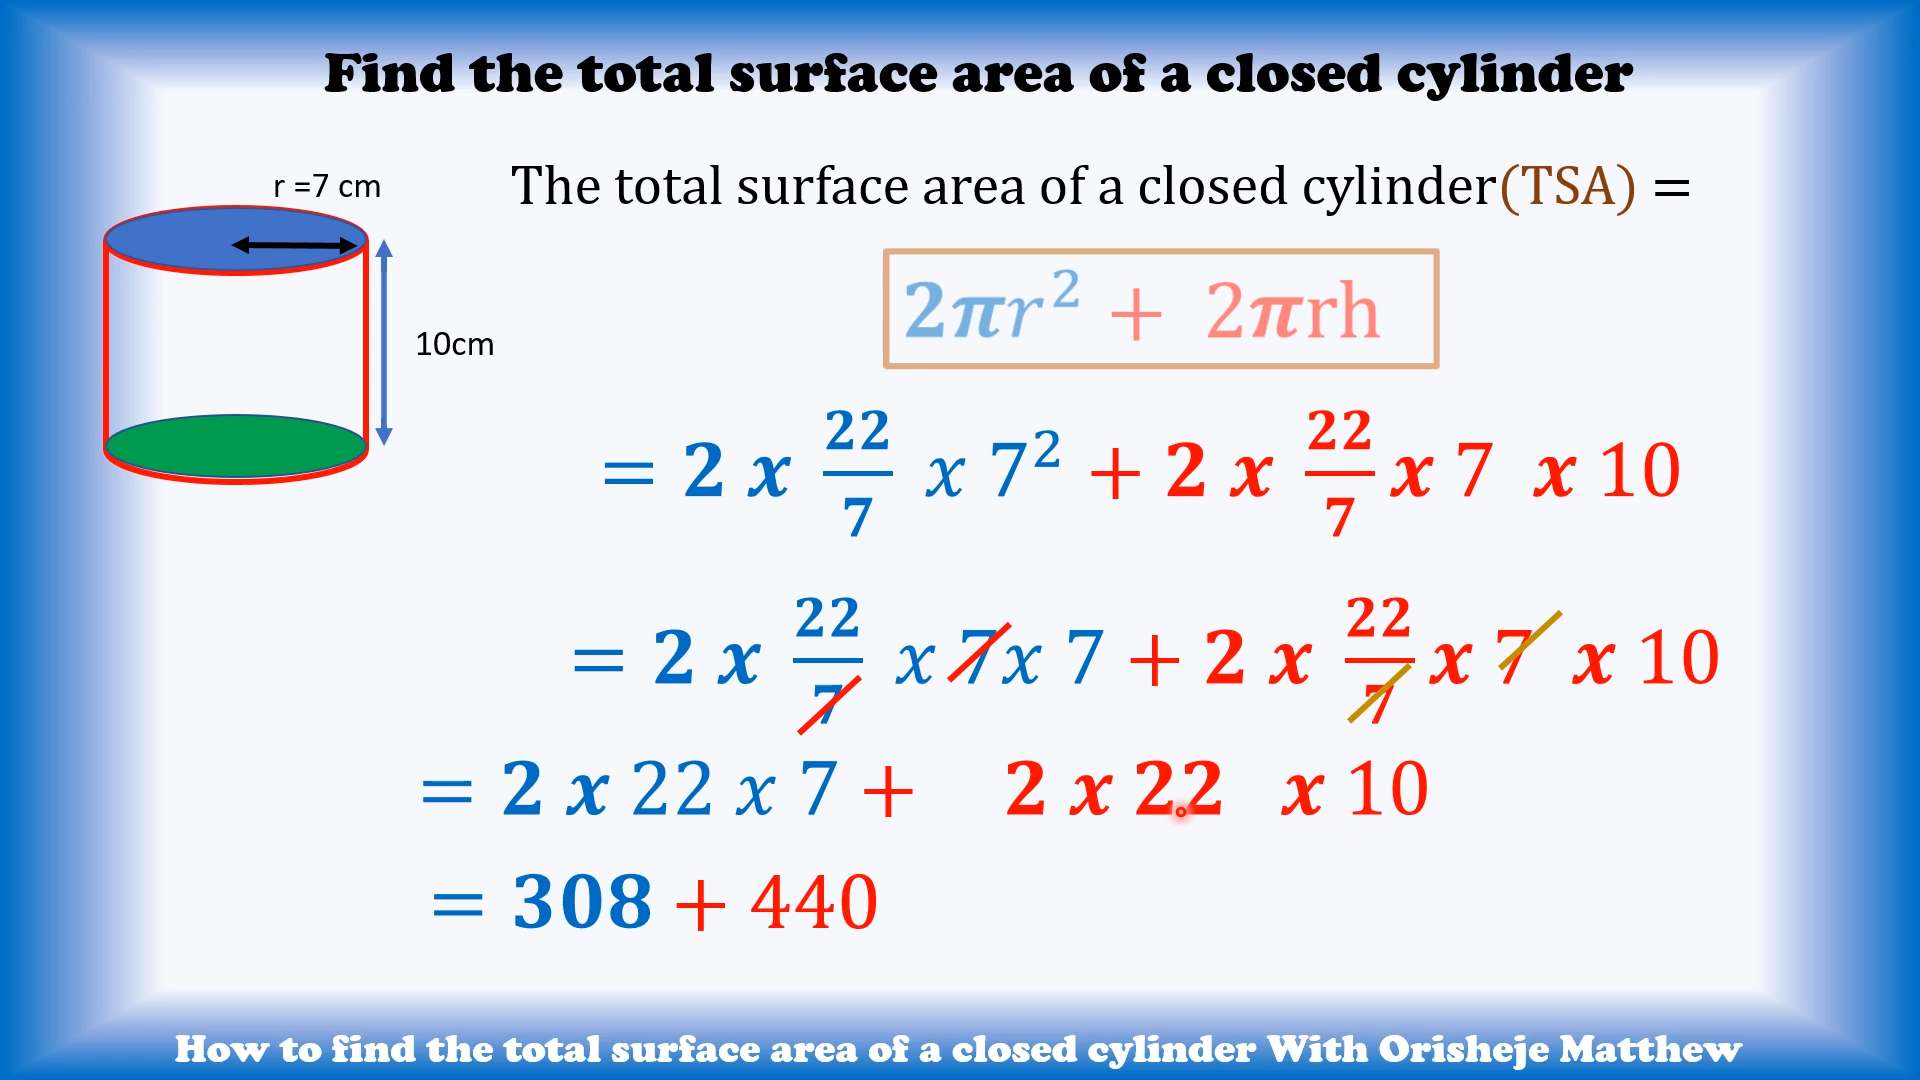 Find the total surface area of a closed cylinder
r =7 cm
The total surface area of a closed cylinder(TSA) =
2πr² + 2πrh
10cm
= 2 x 22/7 x 7² + 2 x 22/7 x 7 x 10
= 2 x 22/7 x 7 x 7 + 2 x 22/7 x 7 x 10
= 2 x 22 x 7 + 2 x 22 x 10
= 308 + 440
How to find the total surface area of a closed cylinder With Orisheje Matthew